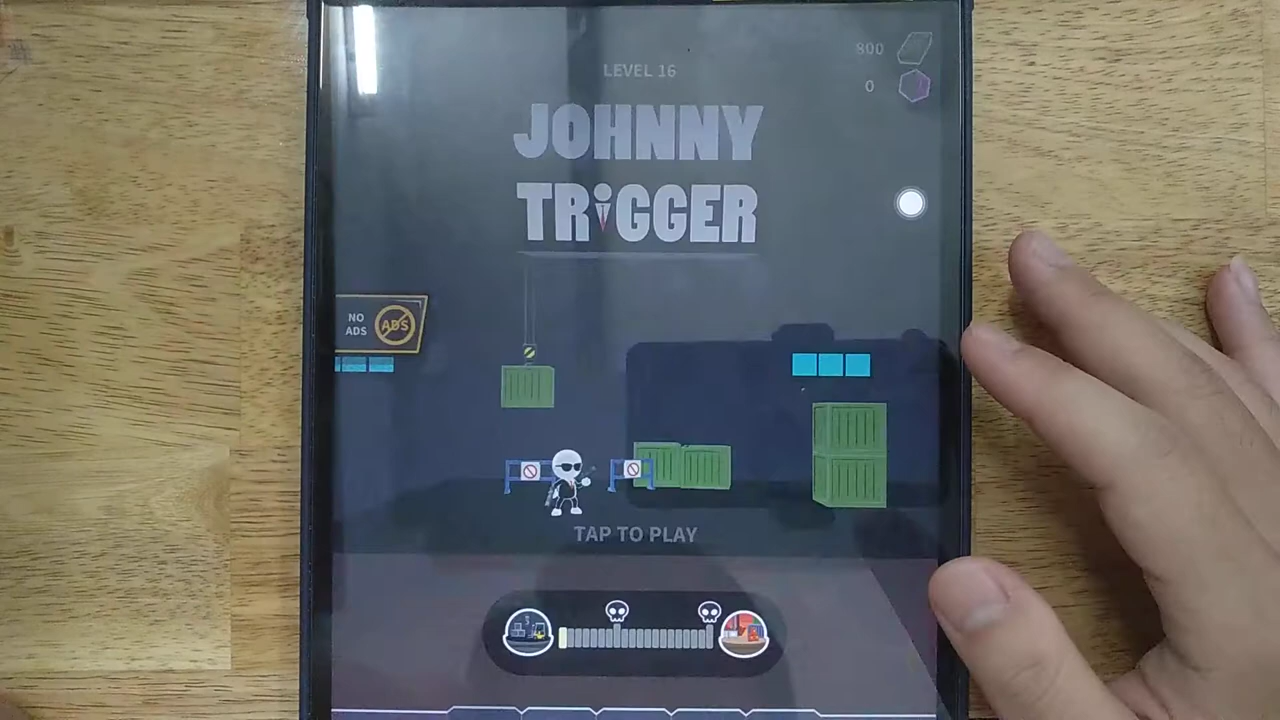 800
LEVEL 16
0
JOHNNY
TRIGGER
NO
ADS
ADS
TAP TO PLAY